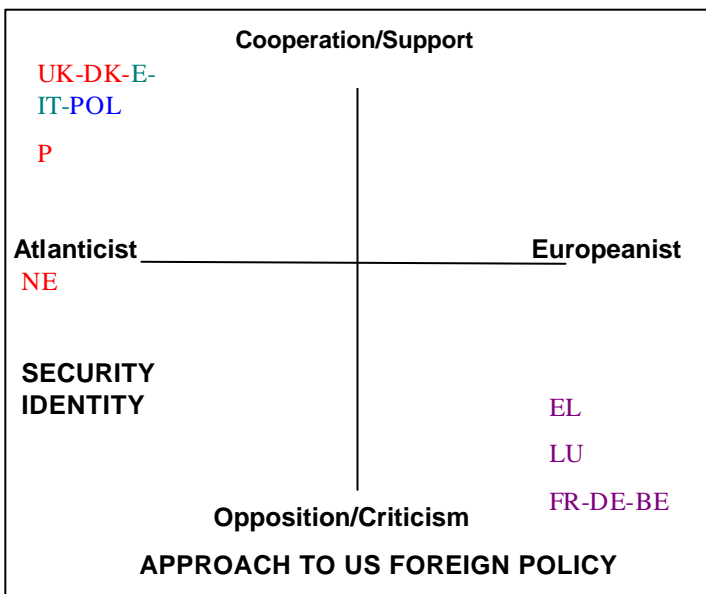 Cooperation/Support
UK-DK-E-
IT-POL
P
Atlanticist
Europeanist
NE
SECURITY
IDENTITY
EL
LU
FR-DE-BE
Opposition/Criticism
APPROACH TO US FOREIGN POLICY